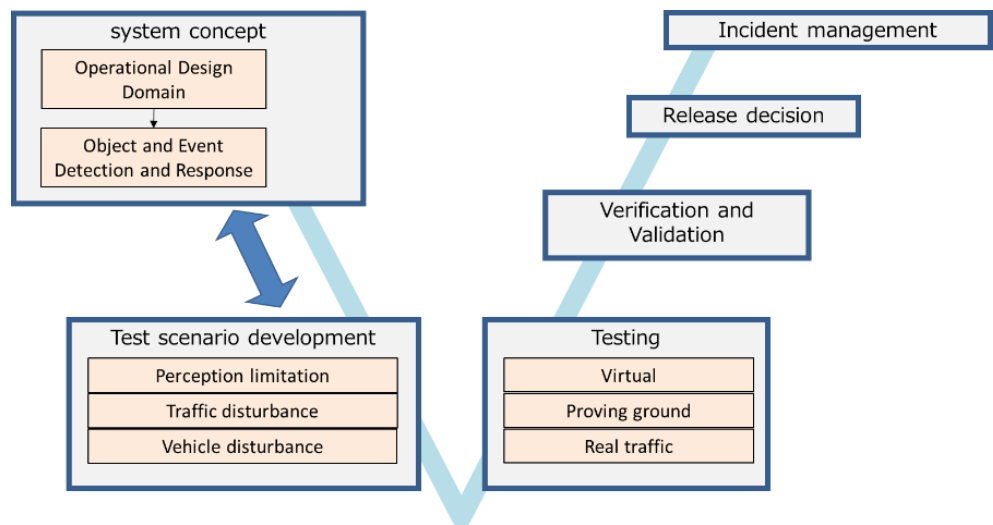 system concept
Operational Design
Domain
Object and Event
Detection and Response
Test scenario development
Perception limitation
Traffic disturbance
Vehicle disturbance
Testing
Virtual
Proving ground
Real traffic
Verification and
Validation
Release decision
Incident management